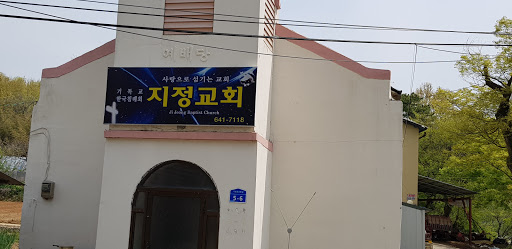 예배당
사랑으로 섬기는 교회
기독교
한국침례회
지정교회
Ji Jeong Baptist Church
641-7118
5-6